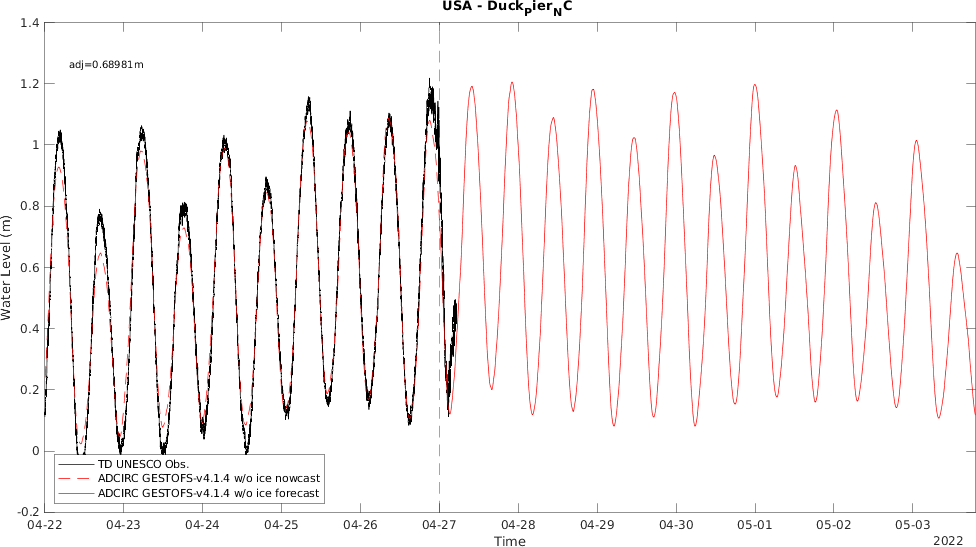 USA - DuckPierNC
1.4
adj=0.68981m
1.2
1
0.8
0.6
0.4
0.2
0
-0.2
Water Level (m)
TD UNESCO Obs.
ADCIRC GESTOFS-v4.1.4 w/o ice nowcast
ADCIRC GESTOFS-v4.1.4 w/o ice forecast
04-22 04-23 04-24 04-25 04-26 04-27 04-28 04-29 04-30 05-01 05-02 05-03
Time
2022